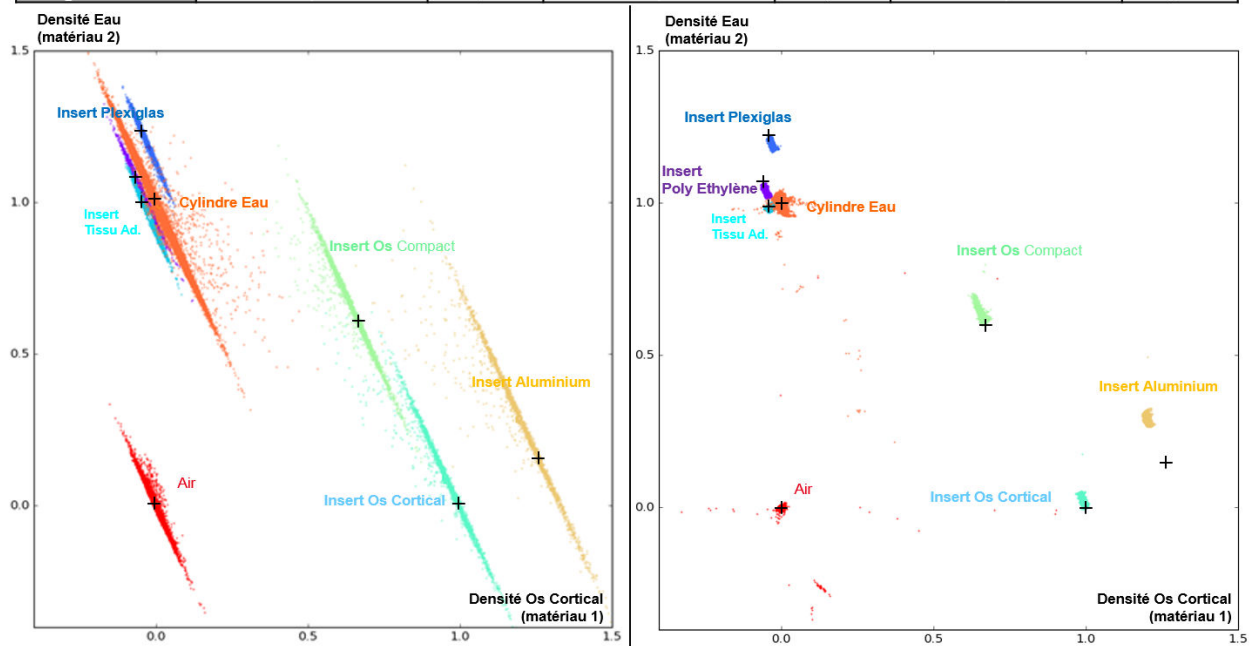 Densité Eau
(matériau 2)
1.5
Insert Plexiglas
1.0
Cylindre Eau
Insert
Tissu Ad.
Insert Os Compact
0.5
Insert Aluminium
Air
Insert Os Cortical
0.0
Densité Os Cortical
(matériau 1)
0.0
0.5
1.0
1.5
Densité Eau
(matériau 2)
1.5
Insert Plexiglas
Insert
Poly Ethylène
1.0
Cylindre Eau
Insert
Tissu Ad.
Insert Os Compact
0.5
Insert Aluminium
Air
Insert Os Cortical
0.0
Densité Os Cortical
(matériau 1)
0.0
0.5
1.0
1.5